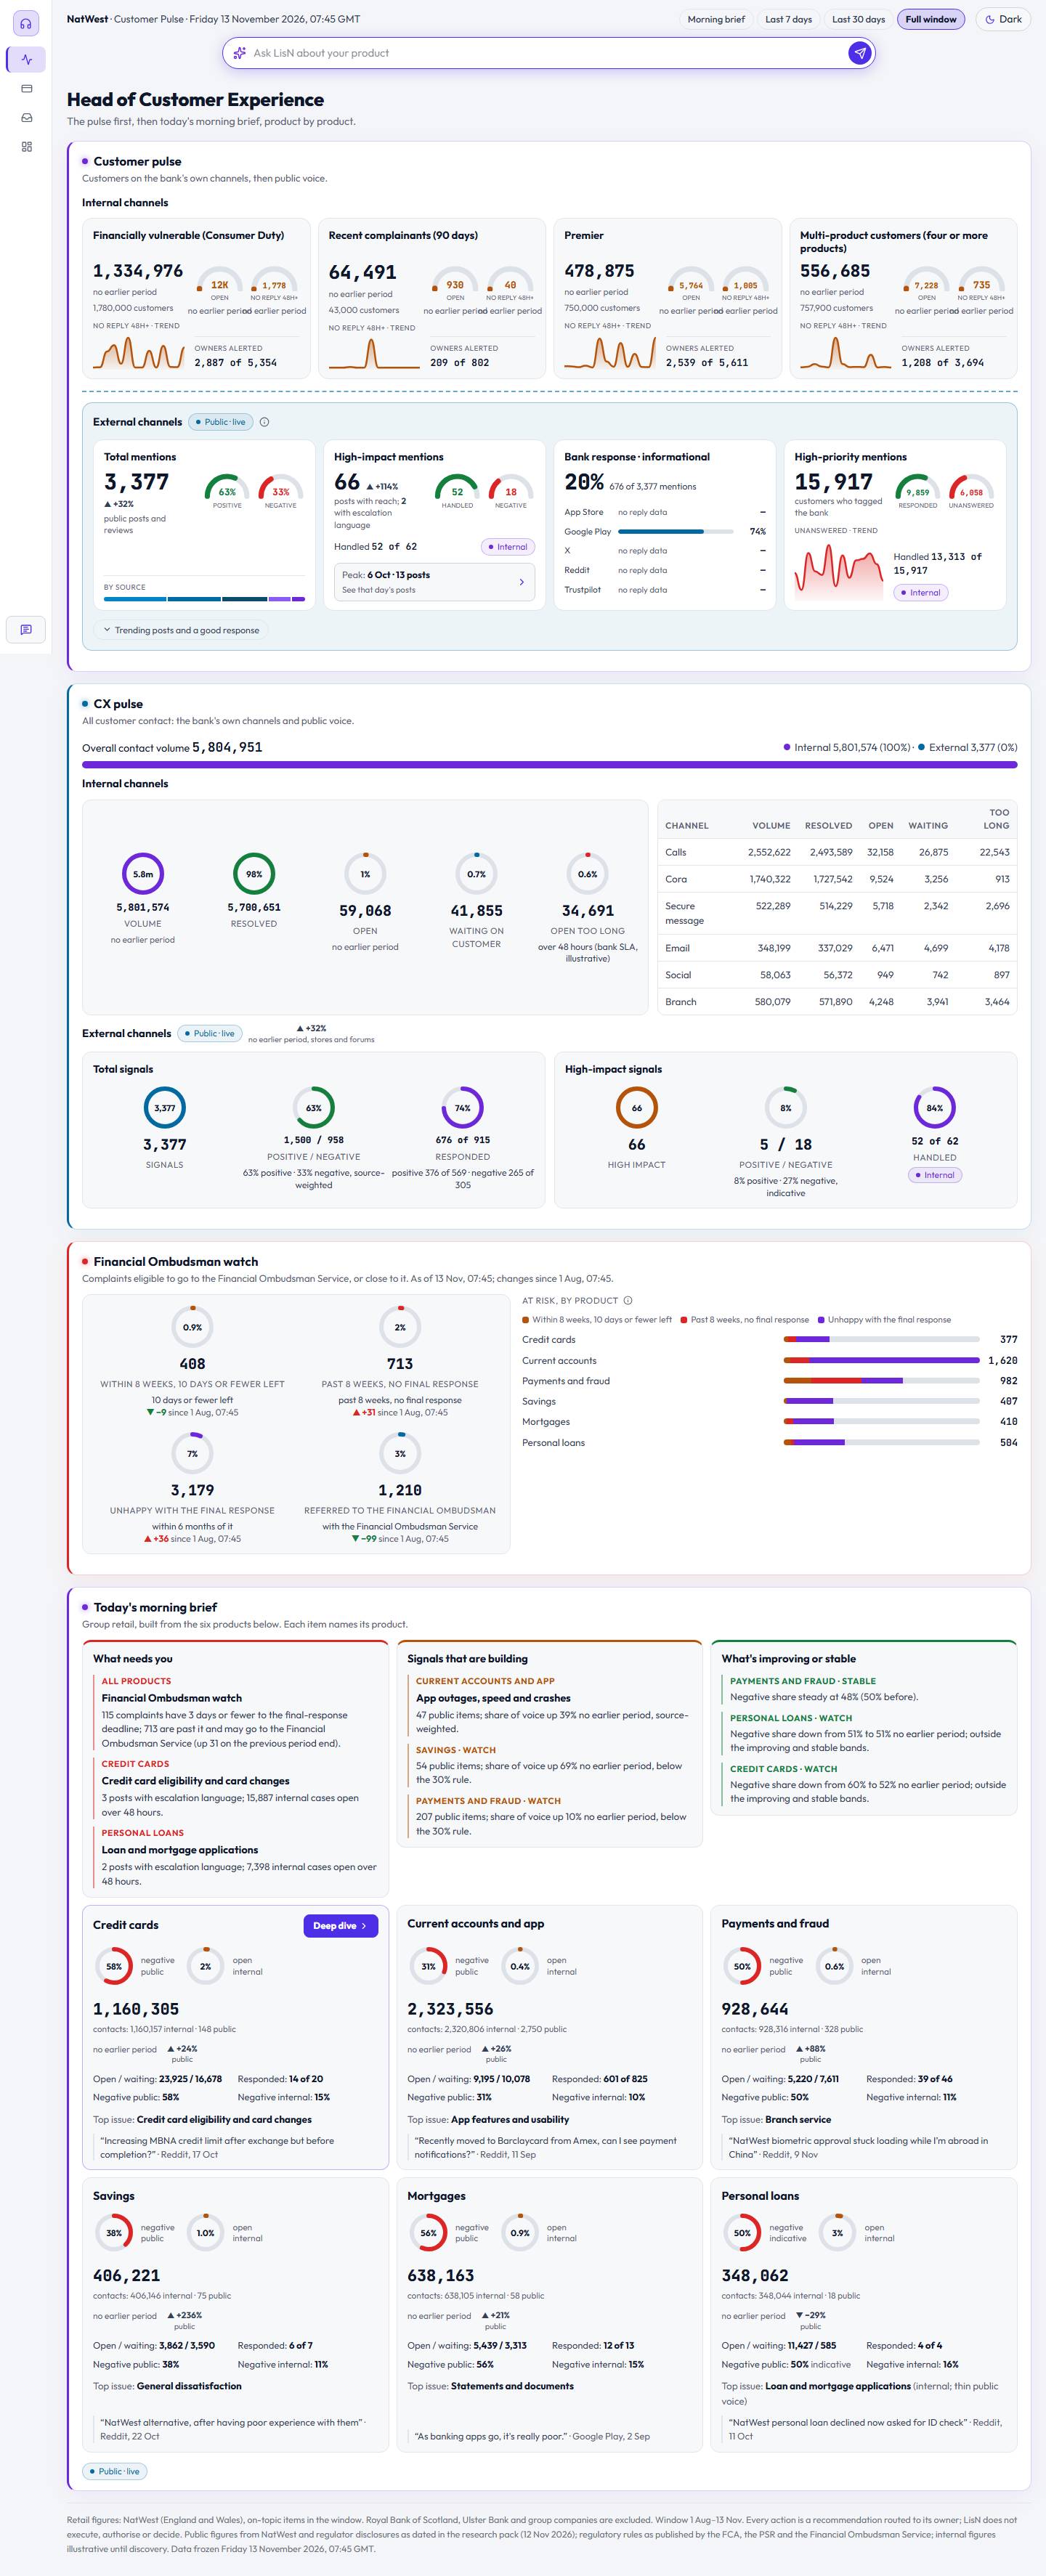 NatWest · Customer Pulse · Friday 13 November 2026, 07:45 GMT
Morning brief
Last 7 days
Last 30 days
Full window
Dark
Ask LisN about your product
Head of Customer Experience
The pulse first, then today's morning brief, product by product.
Customer pulse
Customers on the bank's own channels, then public voice.
Internal channels
Financially vulnerable (Consumer Duty)
1,334,976
no earlier period
1,780,000 customers
12K
OPEN
no earlier period
1,778
NO REPLY 48H+
no earlier period
NO REPLY 48H+ · TREND
OWNERS ALERTED
2,887 of 5,354
Recent complainants (90 days)
64,491
no earlier period
43,000 customers
930
OPEN
no earlier period
40
NO REPLY 48H+
no earlier period
NO REPLY 48H+ · TREND
OWNERS ALERTED
209 of 802
Premier
478,875
no earlier period
750,000 customers
5,764
OPEN
no earlier period
1,005
NO REPLY 48H+
no earlier period
NO REPLY 48H+ · TREND
OWNERS ALERTED
2,539 of 5,611
Multi-product customers (four or more
products)
556,685
no earlier period
757,900 customers
7,228
OPEN
no earlier period
735
NO REPLY 48H+
no earlier period
NO REPLY 48H+ · TREND
OWNERS ALERTED
1,208 of 3,694
External channels
Public · live
Total mentions
3,377
▲ +32%
public posts and
reviews
63%
POSITIVE
33%
NEGATIVE
BY SOURCE
High-impact mentions
66 ▲ +114%
posts with reach; 2
with escalation
language
52
HANDLED
18
NEGATIVE
Handled 52 of 62
Internal
Peak: 6 Oct · 13 posts
See that day's posts
Bank response · informational
20% 676 of 3,377 mentions
App Store no reply data –
Google Play 74%
X no reply data –
Reddit no reply data –
Trustpilot no reply data –
High-priority mentions
15,917
customers who tagged
the bank
9,859
RESPONDED
6,058
UNANSWERED
UNANSWERED · TREND
Handled 13,313 of
15,917
Internal
Trending posts and a good response
CX pulse
All customer contact: the bank's own channels and public voice.
Overall contact volume 5,804,951
Internal 5,801,574 (100%) · External 3,377 (0%)
Internal channels
5.8m
5,801,574
VOLUME
no earlier period
98%
5,700,651
RESOLVED
1%
59,068
OPEN
no earlier period
0.7%
41,855
WAITING ON
CUSTOMER
0.6%
34,691
OPEN TOO LONG
over 48 hours (bank SLA,
illustrative)
CHANNEL VOLUME RESOLVED OPEN WAITING TOO
LONG
Calls 2,552,622 2,493,589 32,158 26,875 22,543
Cora 1,740,322 1,727,542 9,524 3,256 913
Secure
message 522,289 514,229 5,718 2,342 2,696
Email 348,199 337,029 6,471 4,699 4,178
Social 58,063 56,372 949 742 897
Branch 580,079 571,890 4,248 3,941 3,464
External channels
Public · live
▲ +32%
no earlier period, stores and forums
Total signals
3,377
3,377
SIGNALS
63%
1,500 / 958
POSITIVE / NEGATIVE
63% positive · 33% negative, source-
weighted
74%
676 of 915
RESPONDED
positive 376 of 569 · negative 265 of
305
High-impact signals
66
66
HIGH IMPACT
8%
5 / 18
POSITIVE / NEGATIVE
8% positive · 27% negative,
indicative
84%
52 of 62
HANDLED
Internal
Financial Ombudsman watch
Complaints eligible to go to the Financial Ombudsman Service, or close to it. As of 13 Nov, 07:45; changes since 1 Aug, 07:45.
0.9%
408
WITHIN 8 WEEKS, 10 DAYS OR FEWER LEFT
10 days or fewer left
▼ −9 since 1 Aug, 07:45
2%
713
PAST 8 WEEKS, NO FINAL RESPONSE
past 8 weeks, no final response
▲ +31 since 1 Aug, 07:45
7%
3,179
UNHAPPY WITH THE FINAL RESPONSE
within 6 months of it
▲ +36 since 1 Aug, 07:45
3%
1,210
REFERRED TO THE FINANCIAL OMBUDSMAN
with the Financial Ombudsman Service
▼ −99 since 1 Aug, 07:45
AT RISK, BY PRODUCT
Within 8 weeks, 10 days or fewer left
Past 8 weeks, no final response
Unhappy with the final response
Credit cards 377
Current accounts 1,620
Payments and fraud 982
Savings 407
Mortgages 410
Personal loans 504
Today's morning brief
Group retail, built from the six products below. Each item names its product.
What needs you
ALL PRODUCTS
Financial Ombudsman watch
115 complaints have 3 days or fewer to the final-response
deadline; 713 are past it and may go to the Financial
Ombudsman Service (up 31 on the previous period end).
CREDIT CARDS
Credit card eligibility and card changes
3 posts with escalation language; 15,887 internal cases open
over 48 hours.
PERSONAL LOANS
Loan and mortgage applications
2 posts with escalation language; 7,398 internal cases open over
48 hours.
Signals that are building
CURRENT ACCOUNTS AND APP
App outages, speed and crashes
47 public items; share of voice up 39% no earlier period, source-
weighted.
SAVINGS · WATCH
54 public items; share of voice up 69% no earlier period, below
the 30% rule.
PAYMENTS AND FRAUD · WATCH
207 public items; share of voice up 10% no earlier period, below
the 30% rule.
What's improving or stable
PAYMENTS AND FRAUD · STABLE
Negative share steady at 48% (50% before).
PERSONAL LOANS · WATCH
Negative share down from 51% to 51% no earlier period; outside
the improving and stable bands.
CREDIT CARDS · WATCH
Negative share down from 60% to 52% no earlier period; outside
the improving and stable bands.
Credit cards
Deep dive
58%
negative
public
2%
open
internal
1,160,305
contacts: 1,160,157 internal · 148 public
no earlier period ▲ +24%
public
Open / waiting: 23,925 / 16,678 Responded: 14 of 20
Negative public: 58% Negative internal: 15%
Top issue: Credit card eligibility and card changes
“Increasing MBNA credit limit after exchange but before
completion?” · Reddit, 17 Oct
Current accounts and app
31%
negative
public
0.4%
open
internal
2,323,556
contacts: 2,320,806 internal · 2,750 public
no earlier period ▲ +26%
public
Open / waiting: 9,195 / 10,078 Responded: 601 of 825
Negative public: 31% Negative internal: 10%
Top issue: App features and usability
“Recently moved to Barclaycard from Amex, can I see payment
notifications?” · Reddit, 11 Sep
Payments and fraud
50%
negative
public
0.6%
open
internal
928,644
contacts: 928,316 internal · 328 public
no earlier period ▲ +88%
public
Open / waiting: 5,220 / 7,611 Responded: 39 of 46
Negative public: 50% Negative internal: 11%
Top issue: Branch service
“NatWest biometric approval stuck loading while I'm abroad in
China” · Reddit, 9 Nov
Savings
38%
negative
public
1.0%
open
internal
406,221
contacts: 406,146 internal · 75 public
no earlier period ▲ +236%
public
Open / waiting: 3,862 / 3,590 Responded: 6 of 7
Negative public: 38% Negative internal: 11%
Top issue: General dissatisfaction
“NatWest alternative, after having poor experience with them” ·
Reddit, 22 Oct
Mortgages
56%
negative
public
0.9%
open
internal
638,163
contacts: 638,105 internal · 58 public
no earlier period ▲ +21%
public
Open / waiting: 5,439 / 3,313 Responded: 12 of 13
Negative public: 56% Negative internal: 15%
Top issue: Statements and documents
“As banking apps go, it's really poor.” · Google Play, 2 Sep
Personal loans
50%
negative
indicative
3%
open
internal
348,062
contacts: 348,044 internal · 18 public
no earlier period ▼ −29%
public
Open / waiting: 11,427 / 585 Responded: 4 of 4
Negative public: 50% indicative Negative internal: 16%
Top issue: Loan and mortgage applications (internal; thin public
voice)
“NatWest personal loan declined now asked for ID check” · Reddit,
11 Oct
Public · live
Retail figures: NatWest (England and Wales), on-topic items in the window. Royal Bank of Scotland, Ulster Bank and group companies are excluded. Window 1 Aug–13 Nov. Every action is a recommendation routed to its owner; LisN does not
execute, authorise or decide. Public figures from NatWest and regulator disclosures as dated in the research pack (12 Nov 2026); regulatory rules as published by the FCA, the PSR and the Financial Ombudsman Service; internal figures
illustrative until discovery. Data frozen Friday 13 November 2026, 07:45 GMT.